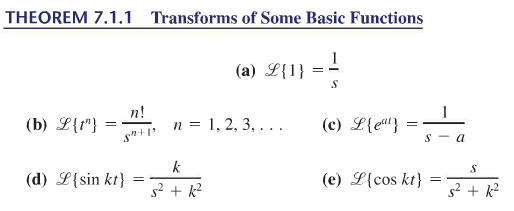 THEOREM 7.1.1 Transforms of Some Basic Functions
(a) ℒ{1} = 1/s
(b) ℒ{tⁿ} = n!/sⁿ⁺¹, n = 1, 2, 3, . . . (c) ℒ{eᵃᵗ} = 1/(s − a)
(d) ℒ{sin kt} = k/(s² + k²) (e) ℒ{cos kt} = s/(s² + k²)